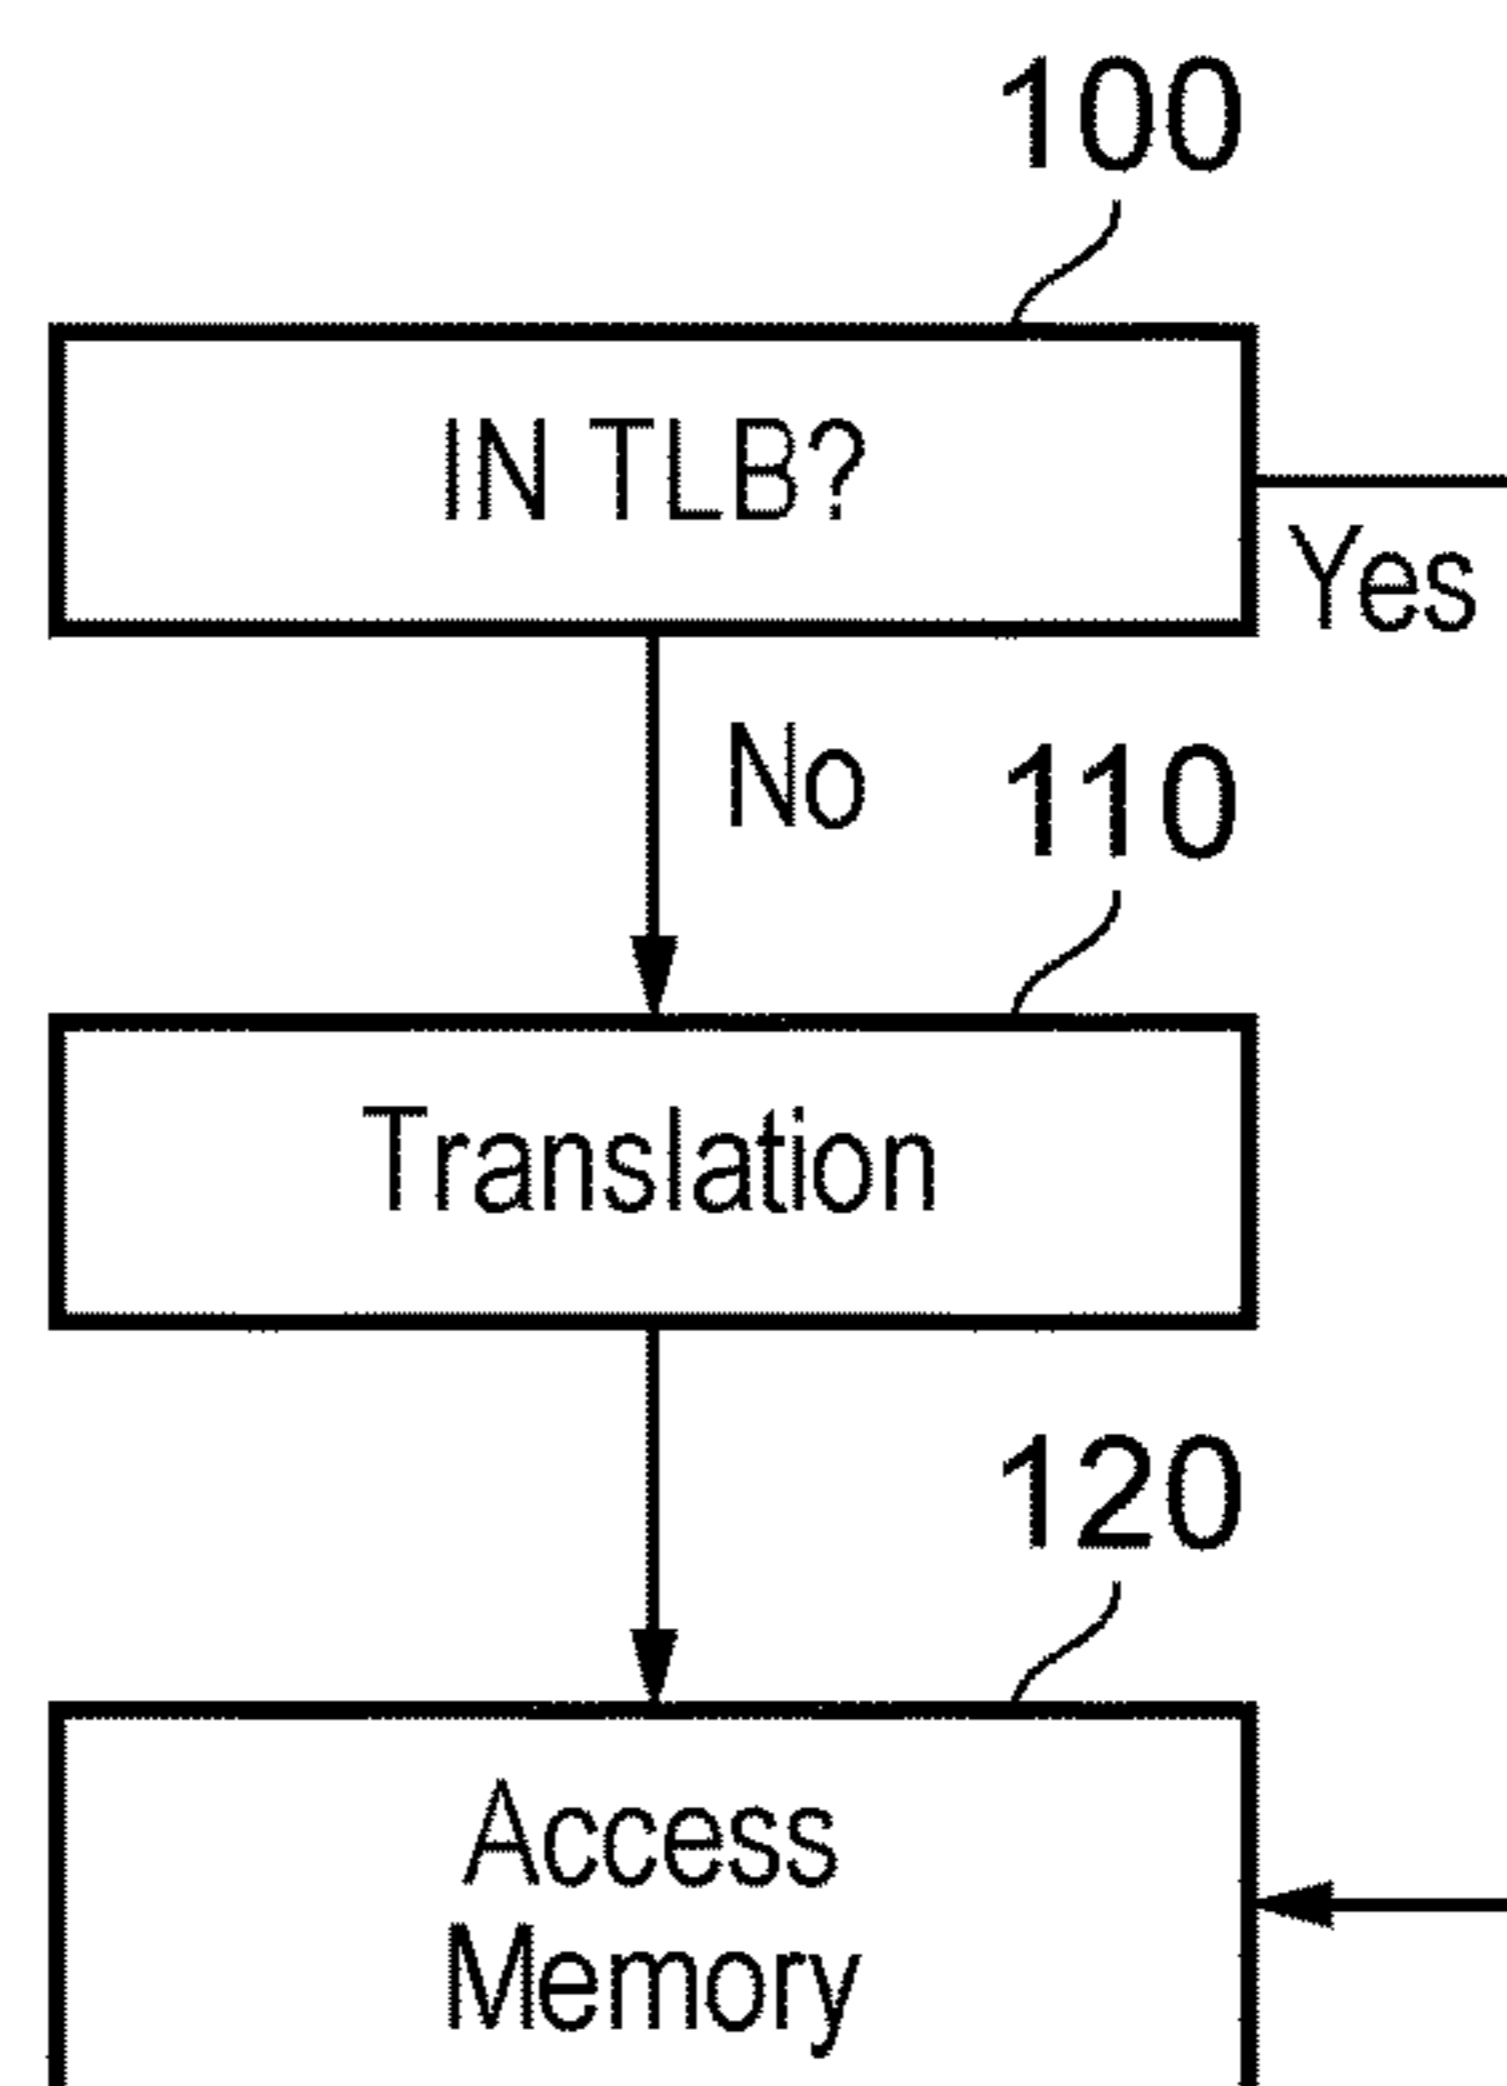 100
IN TLB?
Yes
No
110
Translation
120
Access
Memory